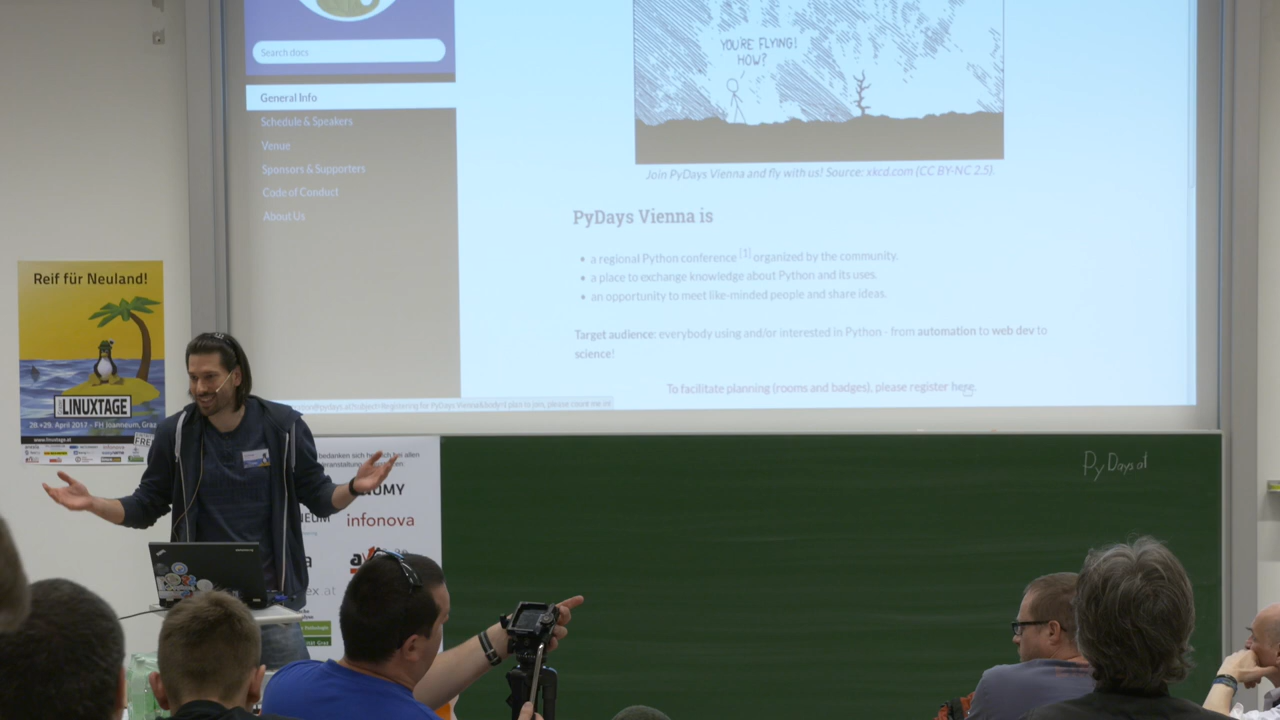 YOU'RE FLYING!
HOW?
Search docs
General Info
Schedule & Speakers
Venue
Sponsors & Supporters
Code of Conduct
About Us
Join PyDays Vienna and fly with us! Source: xkcd.com (CC BY-NC 2.5).
PyDays Vienna is
a regional Python conference [1] organized by the community.
a place to exchange knowledge about Python and its uses.
an opportunity to meet like-minded people and share ideas.
Target audience: everybody using and/or interested in Python - from automation to web dev to
science!
To facilitate planning (rooms and badges), please register here.
Reif für Neuland!
LINUXTAGE
28.+29. April 2017 - FH Joanneum, Graz
www.linuxtage.at
PyDays.at
infonova